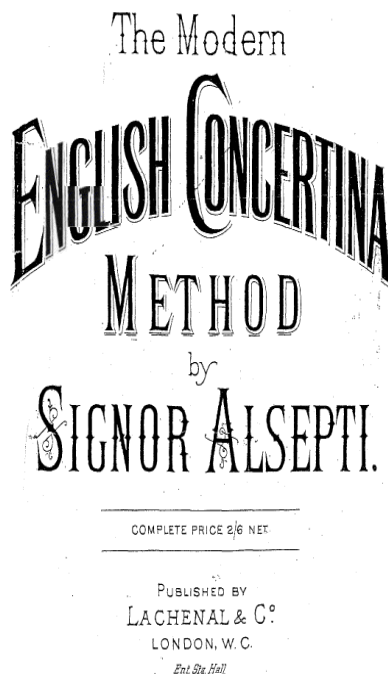 The Modern
ENGLISH CONCERTINA
METHOD
by
SIGNOR ALSEPTI.
COMPLETE PRICE 2/6 NET.
PUBLISHED BY
LACHENAL & Cº
LONDON, W. C.
Ent. Sta. Hall